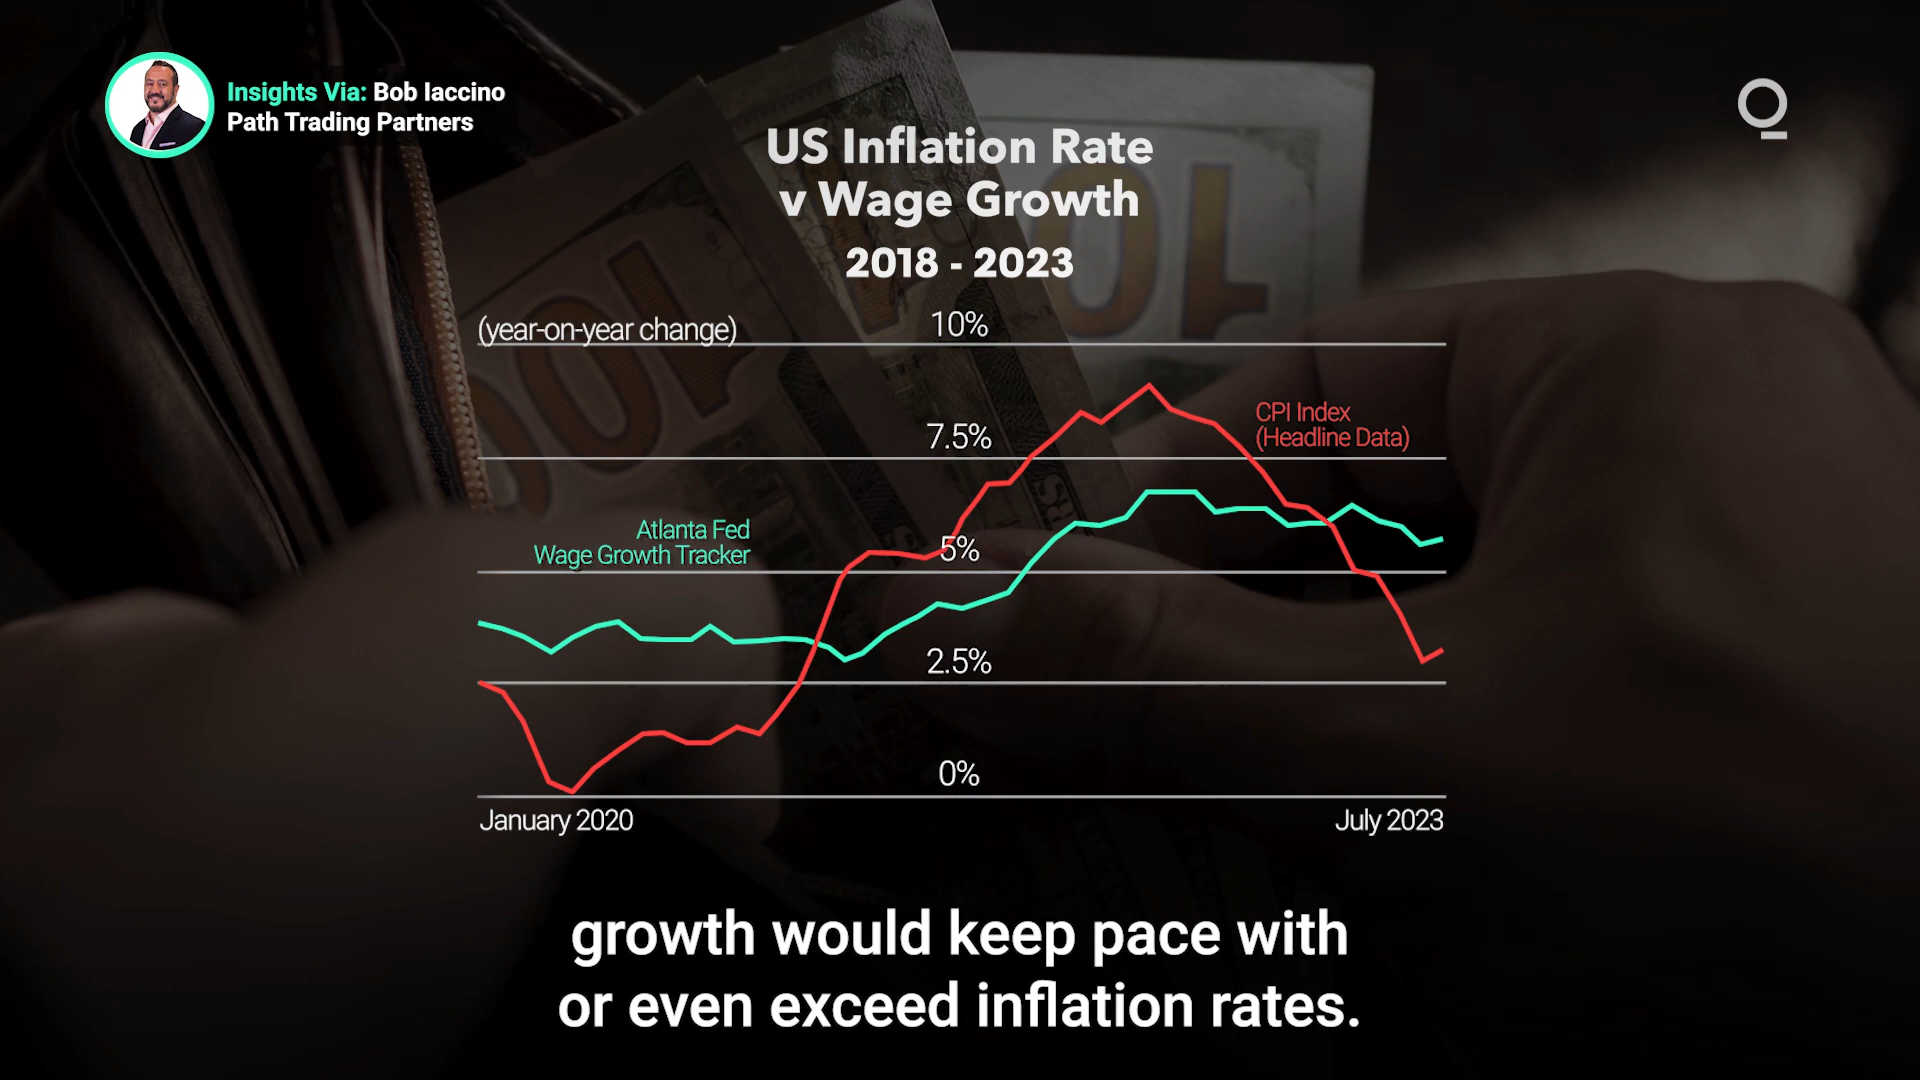 Insights Via: Bob Iaccino
Path Trading Partners
US Inflation Rate
v Wage Growth
2018 - 2023
(year-on-year change)
10%
7.5%
5%
2.5%
0%
CPI Index
(Headline Data)
Atlanta Fed
Wage Growth Tracker
January 2020
July 2023
growth would keep pace with
or even exceed inflation rates.